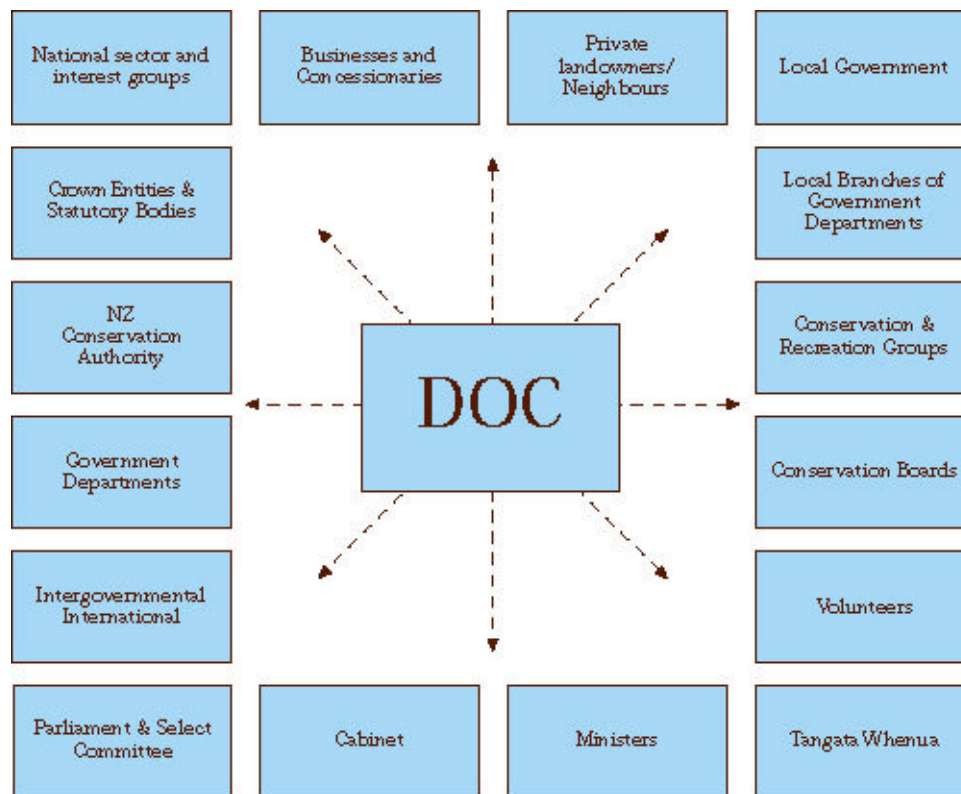 National sector and
interest groups
Businesses and
Concessionaries
Private
landowners/
Neighbours
Local Government
Crown Entities &
Statutory Bodies
Local Branches of
Government
Departments
NZ
Conservation
Authority
Conservation &
Recreation Groups
DOC
Government
Departments
Conservation Boards
Intergovernmental
International
Volunteers
Parliament & Select
Committee
Cabinet
Ministers
Tangata Whenua